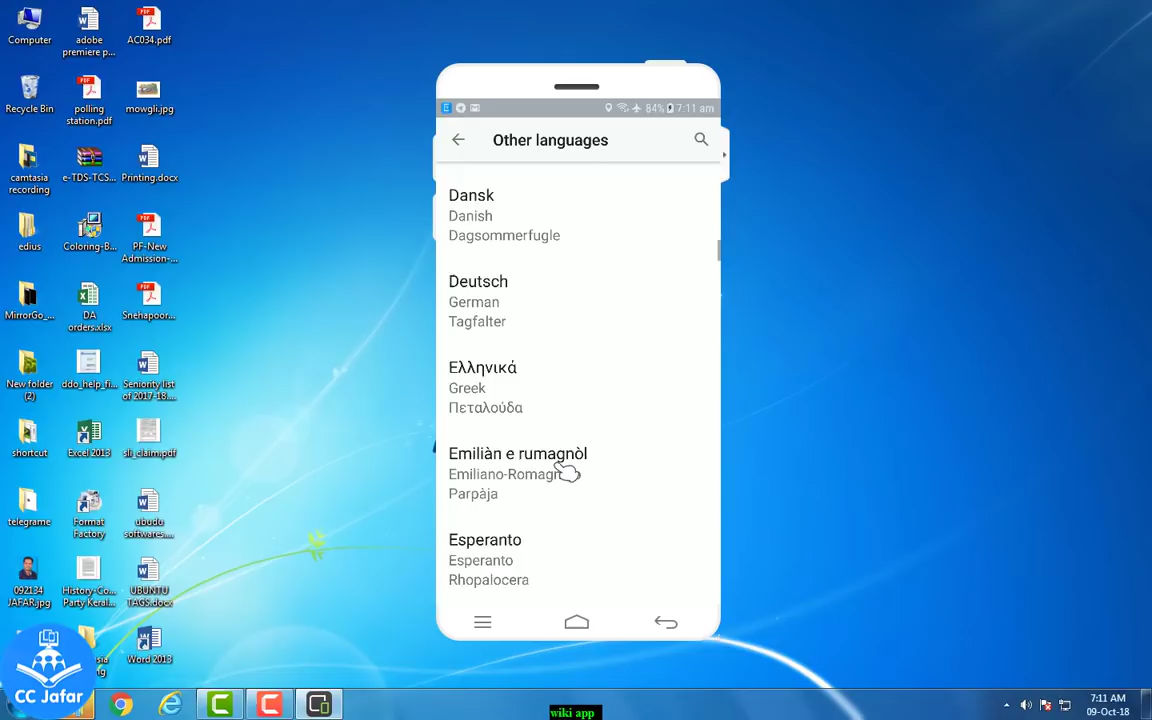 Computer
adobe
premiere p...
AC034.pdf
Recycle Bin
polling
station.pdf
mowgli.jpg
camtasia
recording
e-TDS-TCS...
Printing.docx
edius
Coloring-B...
PF-New
Admission-...
MirrorGo_...
DA
orders.xlsx
Snehapoor...
New folder
(2)
ddo_help_fi...
Seniority list
of 2017-18....
shortcut
Excel 2013
sli_claim.pdf
telegrame
Format
Factory
ubudu
softwares....
092134
JAFAR.jpg
History-Co...
Party Keral...
UBUNTU
TAGS.docx
Word 2013
CC Jafar
84% 7:11 am
Other languages
Dansk
Danish
Dagsommerfugle
Deutsch
German
Tagfalter
Ελληνικά
Greek
Πεταλούδα
Emiliàn e rumagnòl
Emiliano-Romagn
Parpàja
Esperanto
Esperanto
Rhopalocera
wiki app
7:11 AM
09-Oct-18